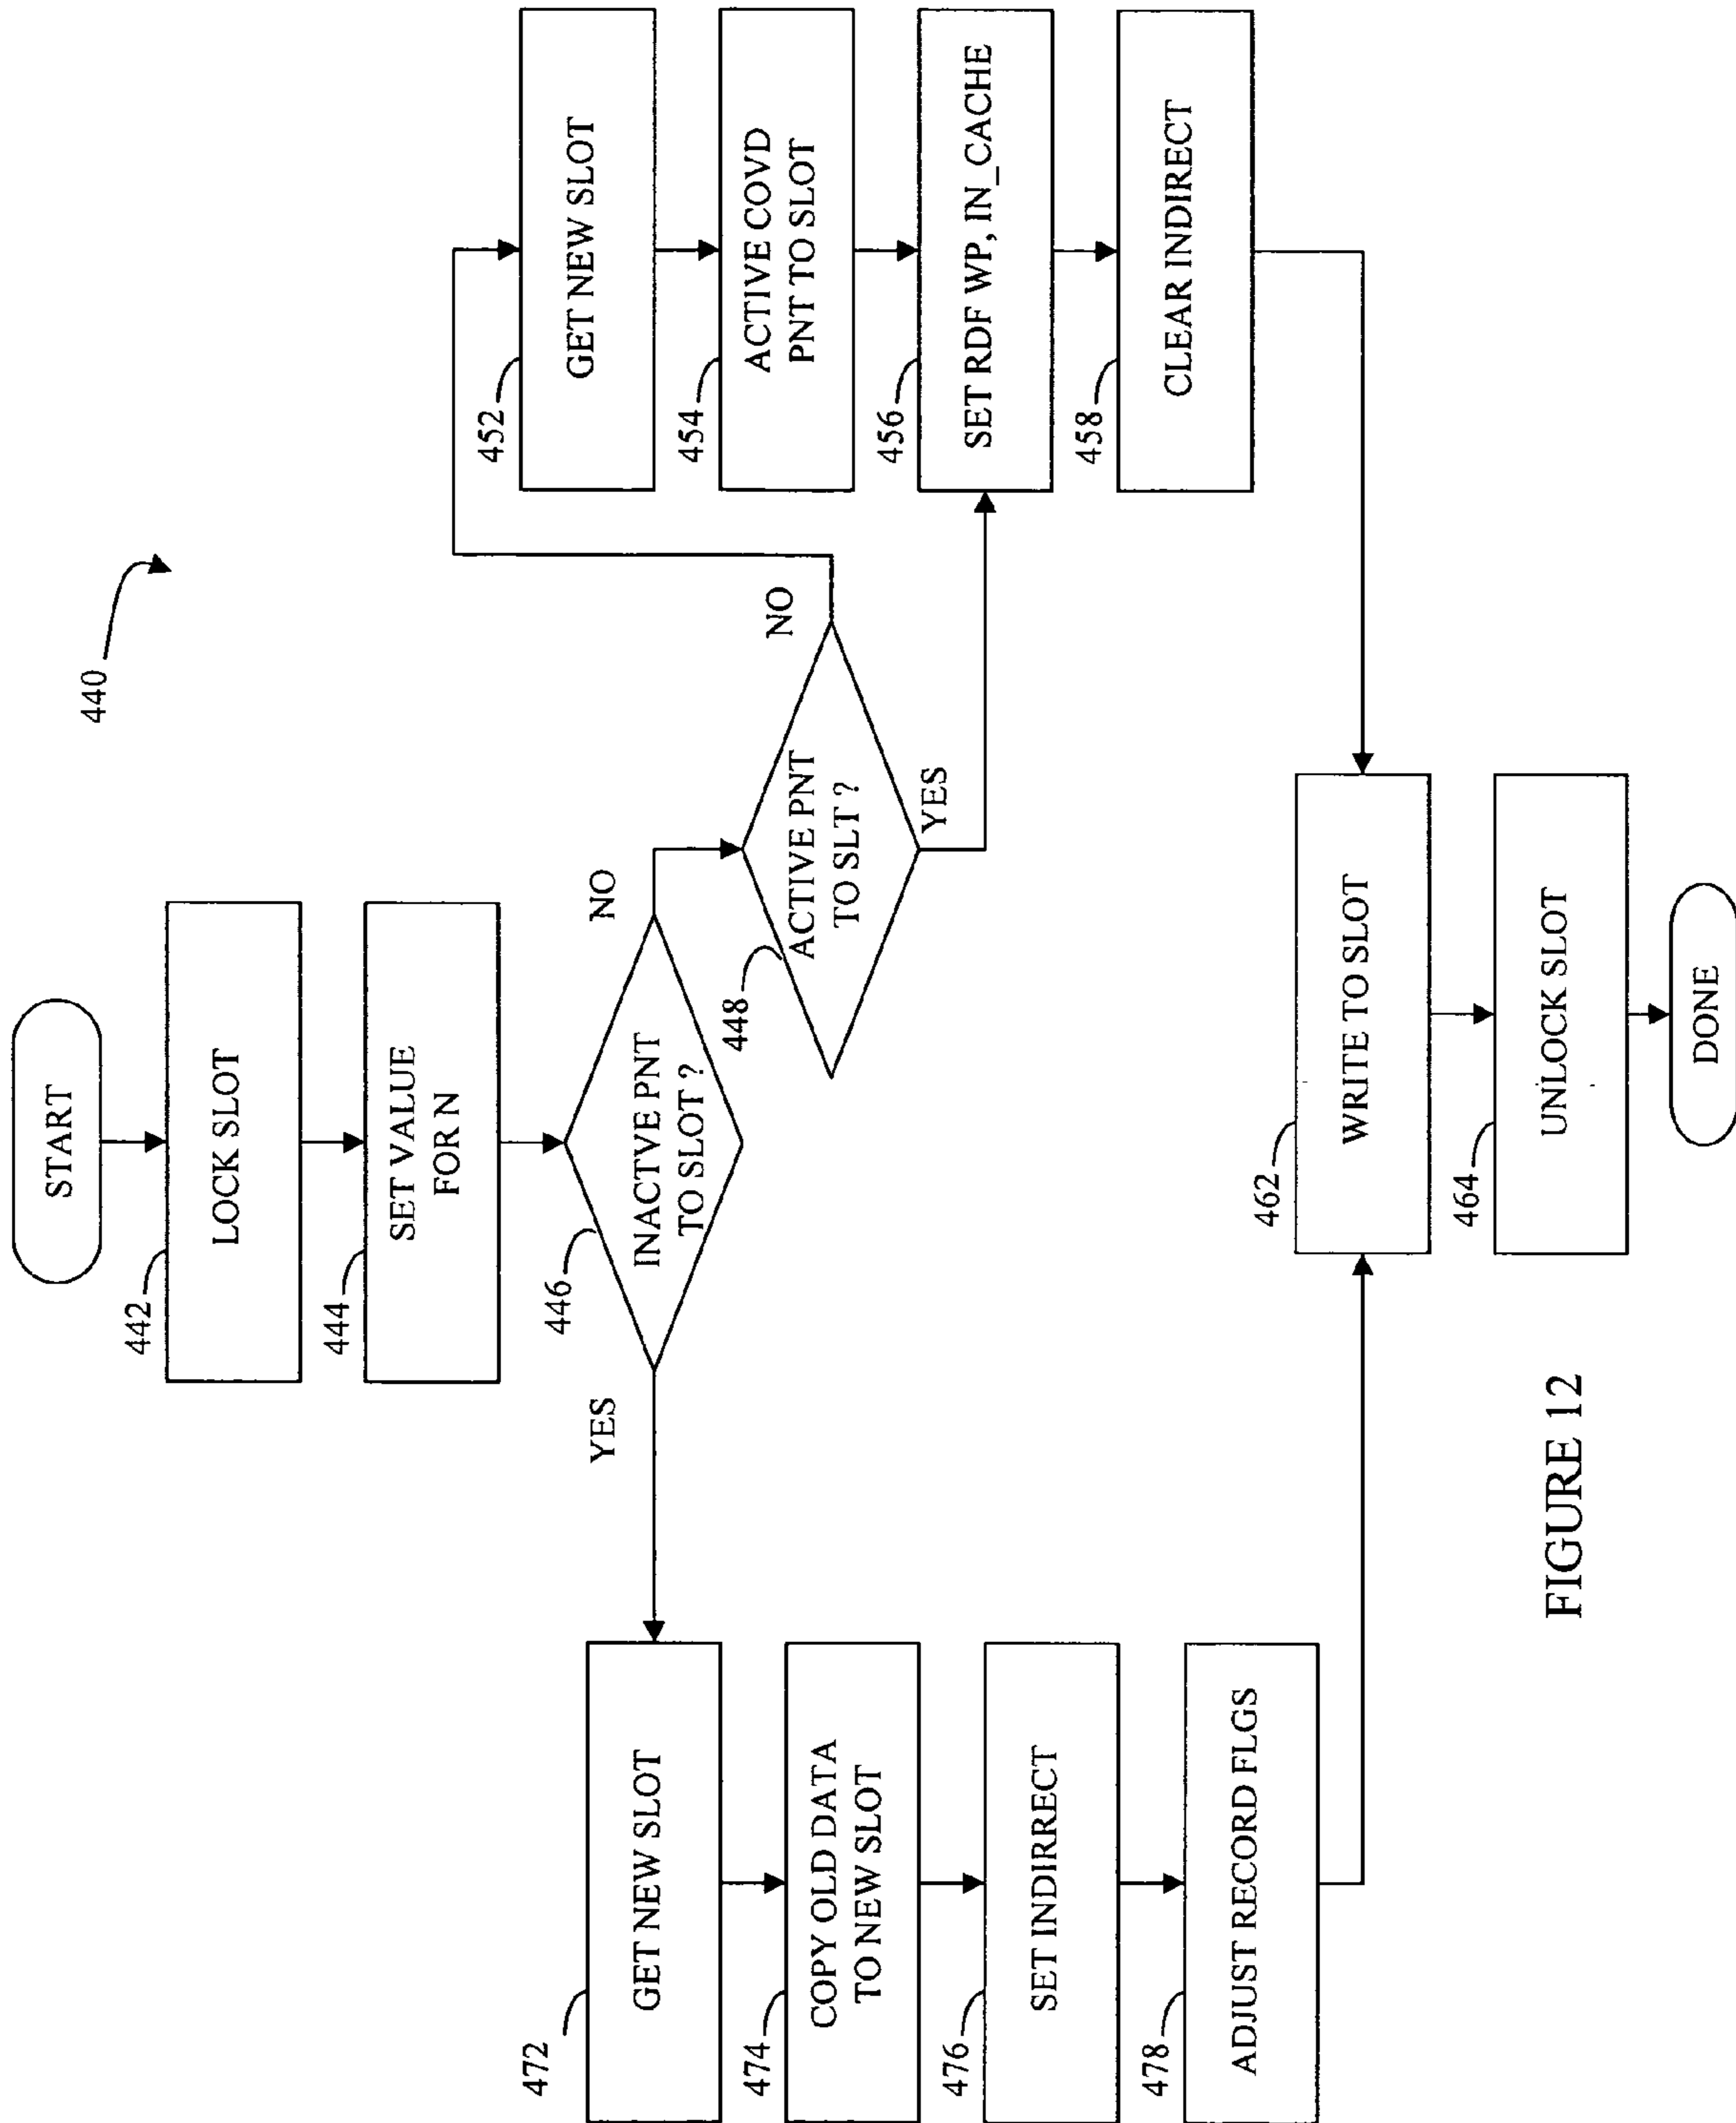 440
START
442
LOCK SLOT
444
SET VALUE
FOR N
446
INACTVE PNT
TO SLOT ?
YES
NO
448
ACTIVE PNT
TO SLT ?
NO
YES
452
GET NEW SLOT
454
ACTIVE COVD
PNT TO SLOT
456
SET RDF WP, IN_CACHE
458
CLEAR INDIRECT
472
GET NEW SLOT
474
COPY OLD DATA
TO NEW SLOT
476
SET INDIRRECT
478
ADJUST RECORD FLGS
462
WRITE TO SLOT
464
UNLOCK SLOT
DONE
FIGURE 12